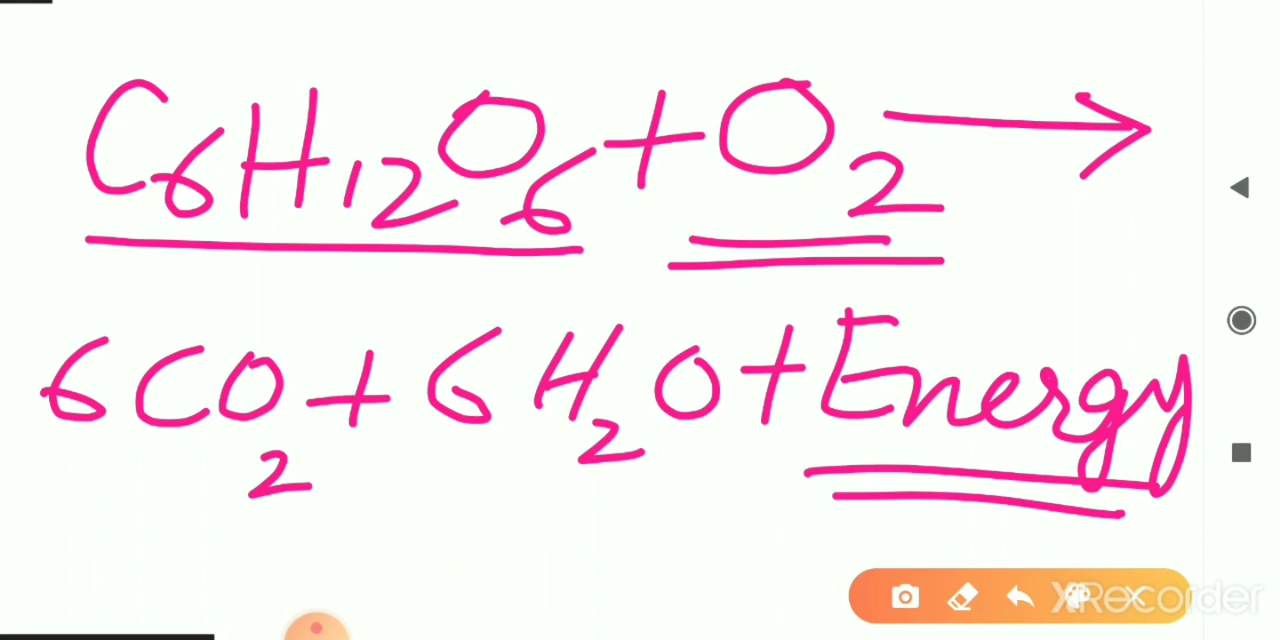 C6H12O6 + O2 ⟶
6CO2 + 6H2O + Energy
XRecorder